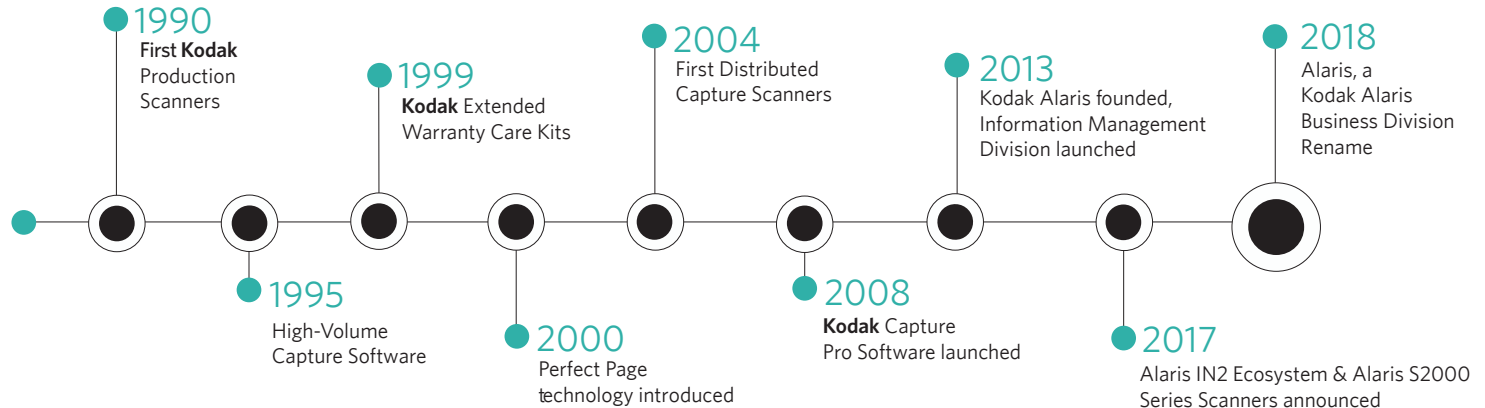 1990
First Kodak
Production
Scanners
1995
High-Volume
Capture Software
1999
Kodak Extended
Warranty Care Kits
2000
Perfect Page
technology introduced
2004
First Distributed
Capture Scanners
2008
Kodak Capture
Pro Software launched
2013
Kodak Alaris founded,
Information Management
Division launched
2017
Alaris IN2 Ecosystem & Alaris S2000
Series Scanners announced
2018
Alaris, a
Kodak Alaris
Business Division
Rename